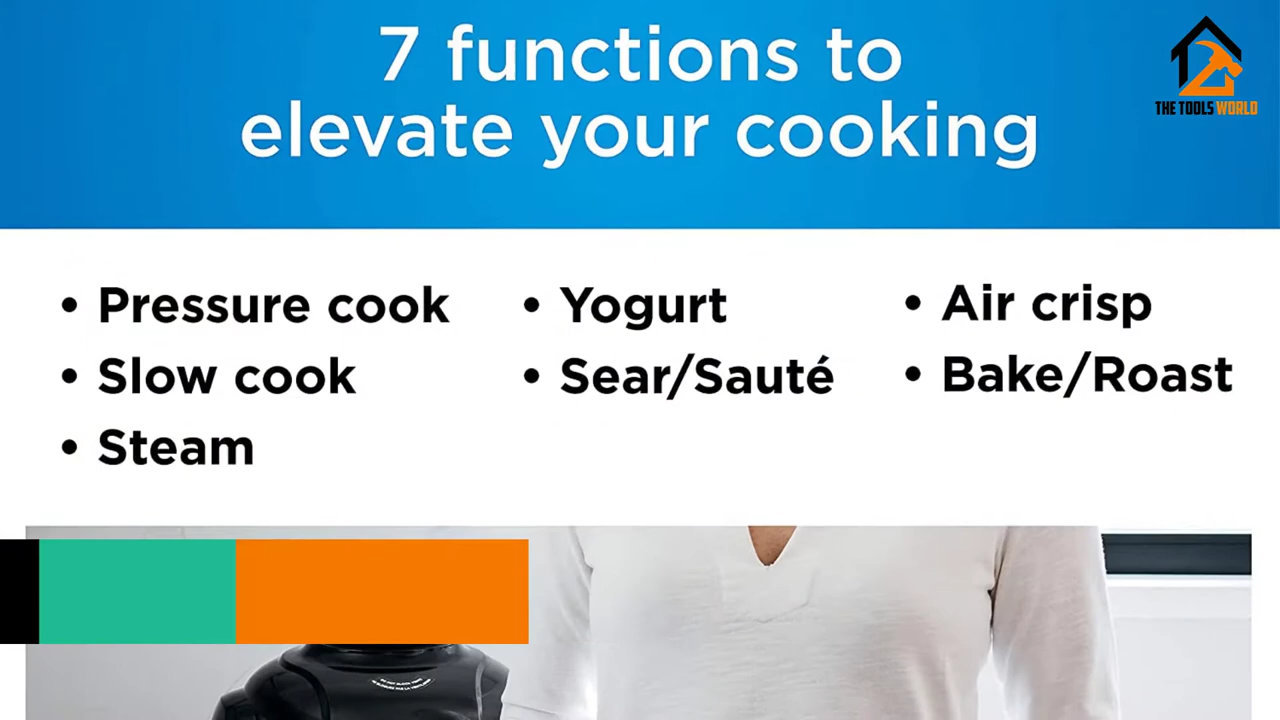 7 functions to
elevate your cooking
THE TOOLS WORLD
• Pressure cook
• Slow cook
• Steam
• Yogurt
• Sear/Sauté
• Air crisp
• Bake/Roast